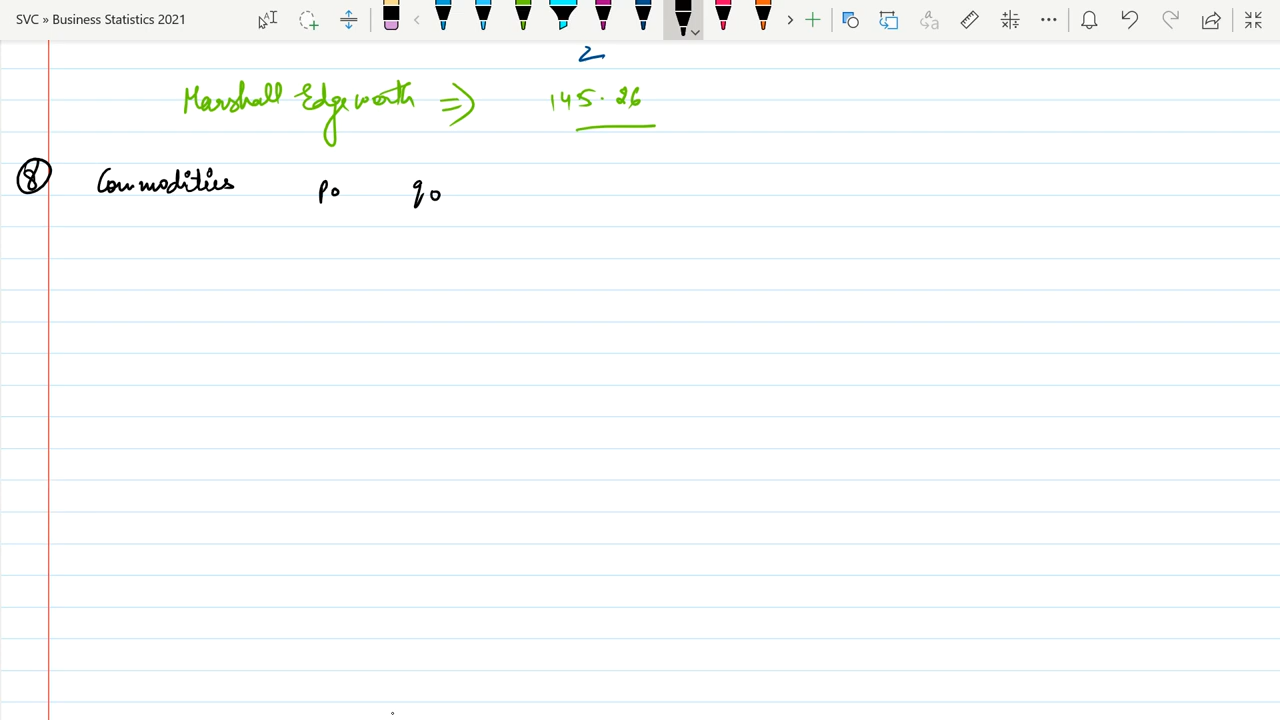 SVC » Business Statistics 2021
2
Marshall Edgeworth ⇒ 145.26
8 Commodities p0 q0